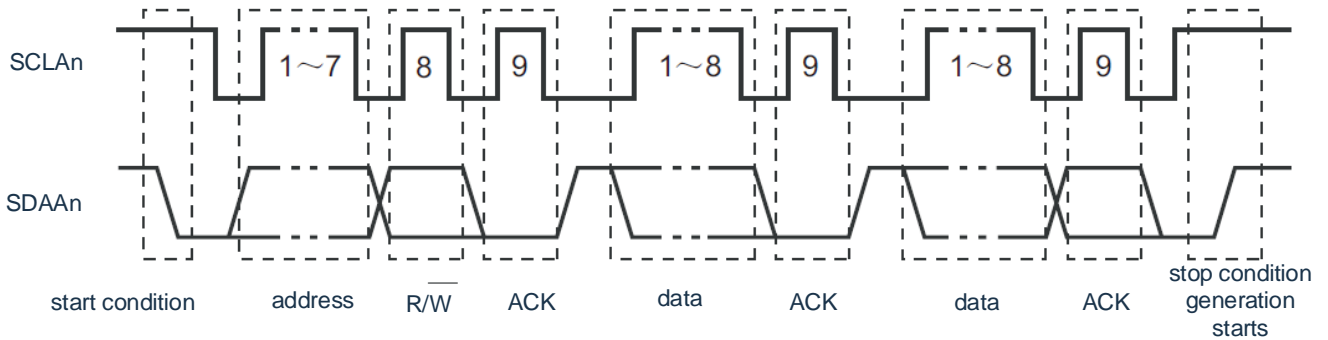 SCLAn
1～7
8
9
1～8
9
1～8
9
SDAAn
start condition
address
R/W̅
ACK
data
ACK
data
ACK
stop condition
generation
starts